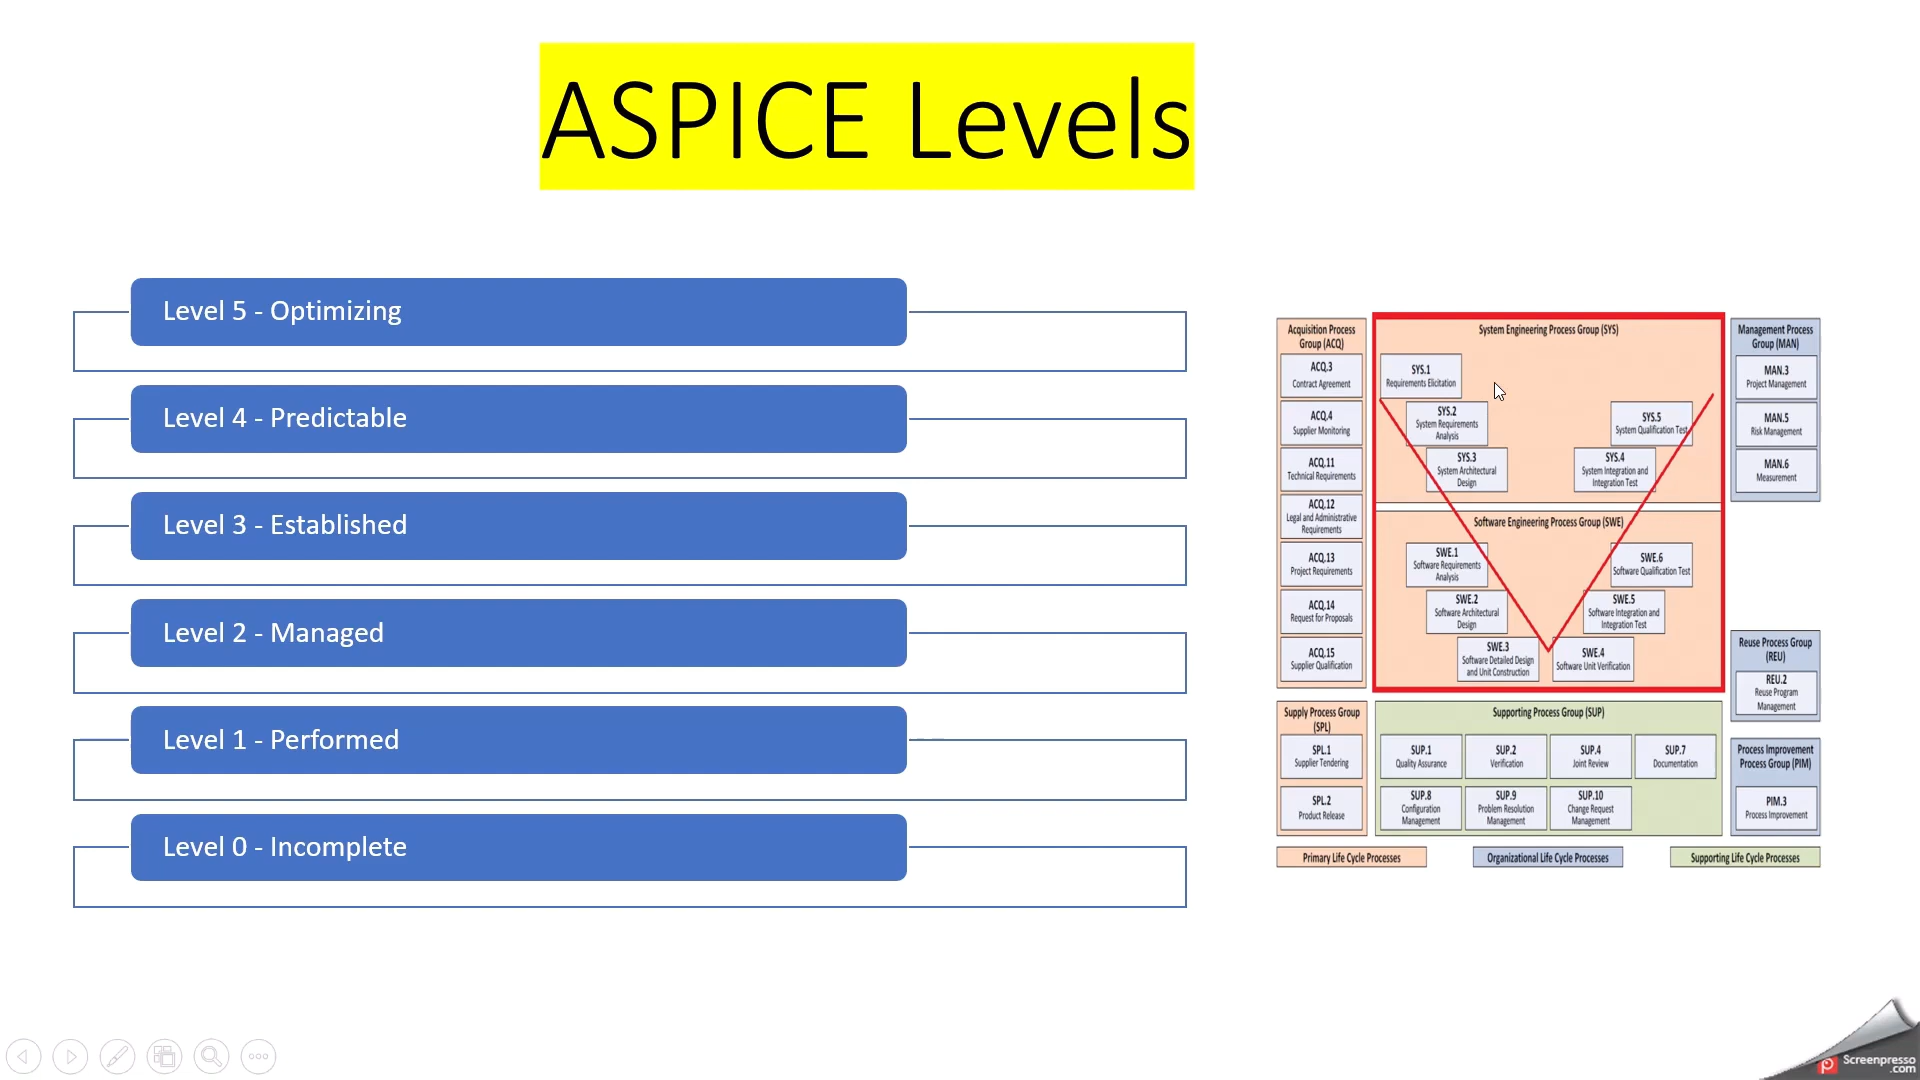 ASPICE Levels
Level 5 - Optimizing
Level 4 - Predictable
Level 3 - Established
Level 2 - Managed
Level 1 - Performed
Level 0 - Incomplete
Acquisition Process
Group (ACQ)
ACQ.3
Contract Agreement
ACQ.4
Supplier Monitoring
ACQ.11
Technical Requirements
ACQ.12
Legal and Administrative
Requirements
ACQ.13
Project Requirements
ACQ.14
Request for Proposals
ACQ.15
Supplier Qualification
System Engineering Process Group (SYS)
SYS.1
Requirements Elicitation
SYS.2
System Requirements
Analysis
SYS.3
System Architectural
Design
SYS.5
System Qualification Test
SYS.4
System Integration and
Integration Test
Software Engineering Process Group (SWE)
SWE.1
Software Requirements
Analysis
SWE.2
Software Architectural
Design
SWE.3
Software Detailed Design
and Unit Construction
SWE.6
Software Qualification Test
SWE.5
Software Integration and
Integration Test
SWE.4
Software Unit Verification
Management Process
Group (MAN)
MAN.3
Project Management
MAN.5
Risk Management
MAN.6
Measurement
Reuse Process Group
(REU)
REU.2
Reuse Program
Management
Supply Process Group
(SPL)
SPL.1
Supplier Tendering
SPL.2
Product Release
Supporting Process Group (SUP)
SUP.1
Quality Assurance
SUP.2
Verification
SUP.4
Joint Review
SUP.7
Documentation
SUP.8
Configuration
Management
SUP.9
Problem Resolution
Management
SUP.10
Change Request
Management
Process Improvement
Process Group (PIM)
PIM.3
Process Improvement
Primary Life Cycle Processes
Organizational Life Cycle Processes
Supporting Life Cycle Processes
Screenpresso
.com